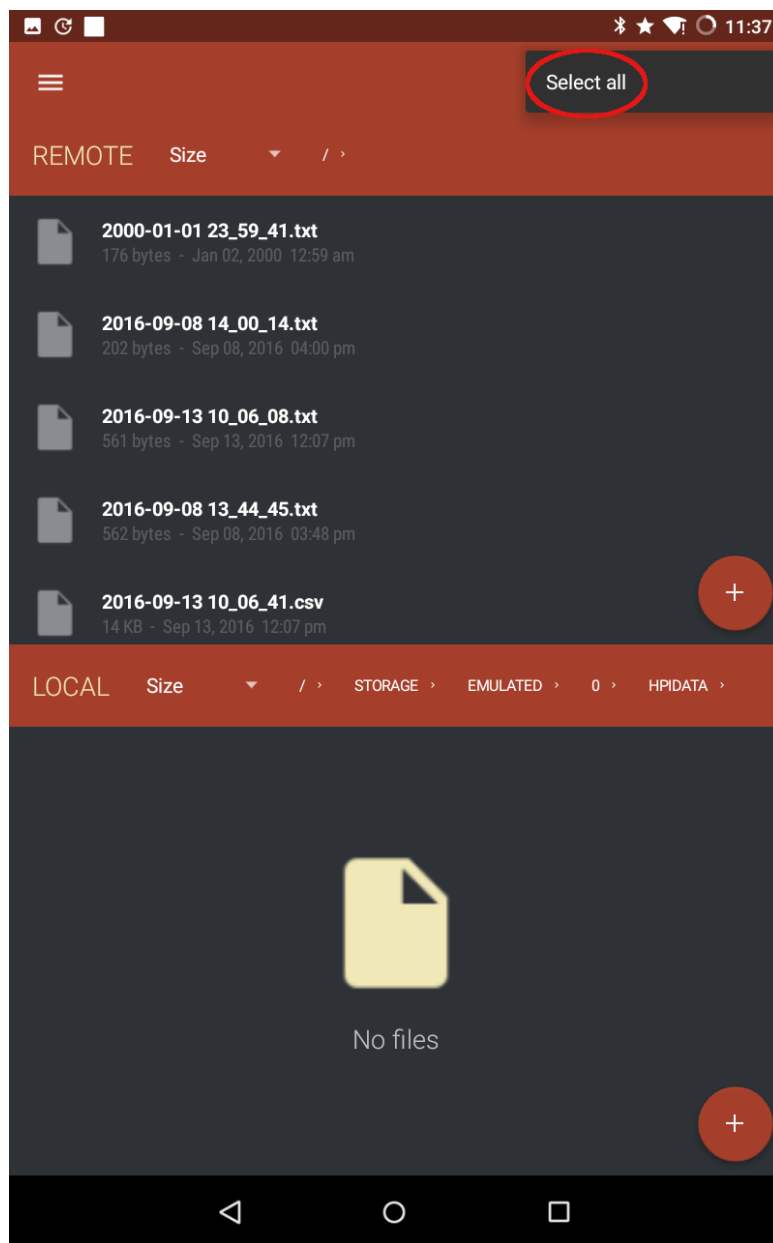 11:37
Select all
REMOTE Size / ›
2000-01-01 23_59_41.txt
176 bytes - Jan 02, 2000 12:59 am
2016-09-08 14_00_14.txt
202 bytes - Sep 08, 2016 04:00 pm
2016-09-13 10_06_08.txt
561 bytes - Sep 13, 2016 12:07 pm
2016-09-08 13_44_45.txt
562 bytes - Sep 08, 2016 03:48 pm
2016-09-13 10_06_41.csv
14 KB - Sep 13, 2016 12:07 pm
LOCAL Size / › STORAGE › EMULATED › 0 › HPIDATA ›
No files